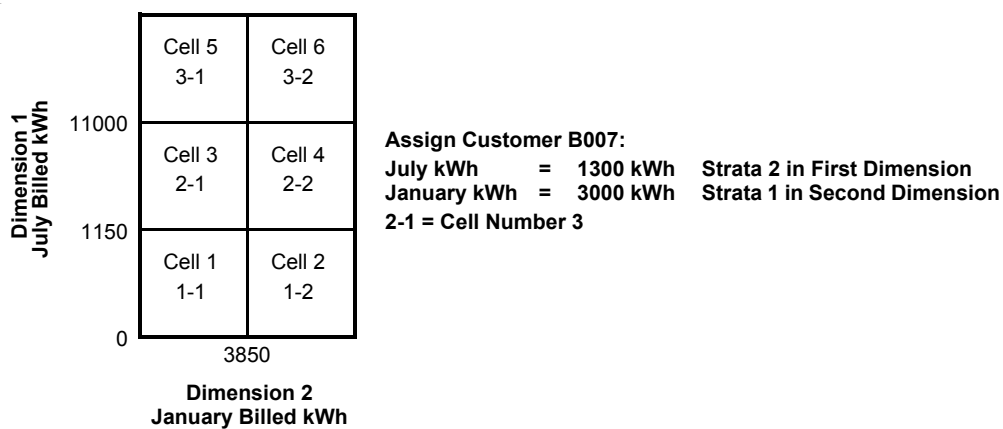 Dimension 1
July Billed kWh
Cell 5
3-1
Cell 6
3-2
11000
Cell 3
2-1
Cell 4
2-2
1150
Cell 1
1-1
Cell 2
1-2
0
3850
Dimension 2
January Billed kWh
Assign Customer B007:
July kWh = 1300 kWh Strata 2 in First Dimension
January kWh = 3000 kWh Strata 1 in Second Dimension
2-1 = Cell Number 3